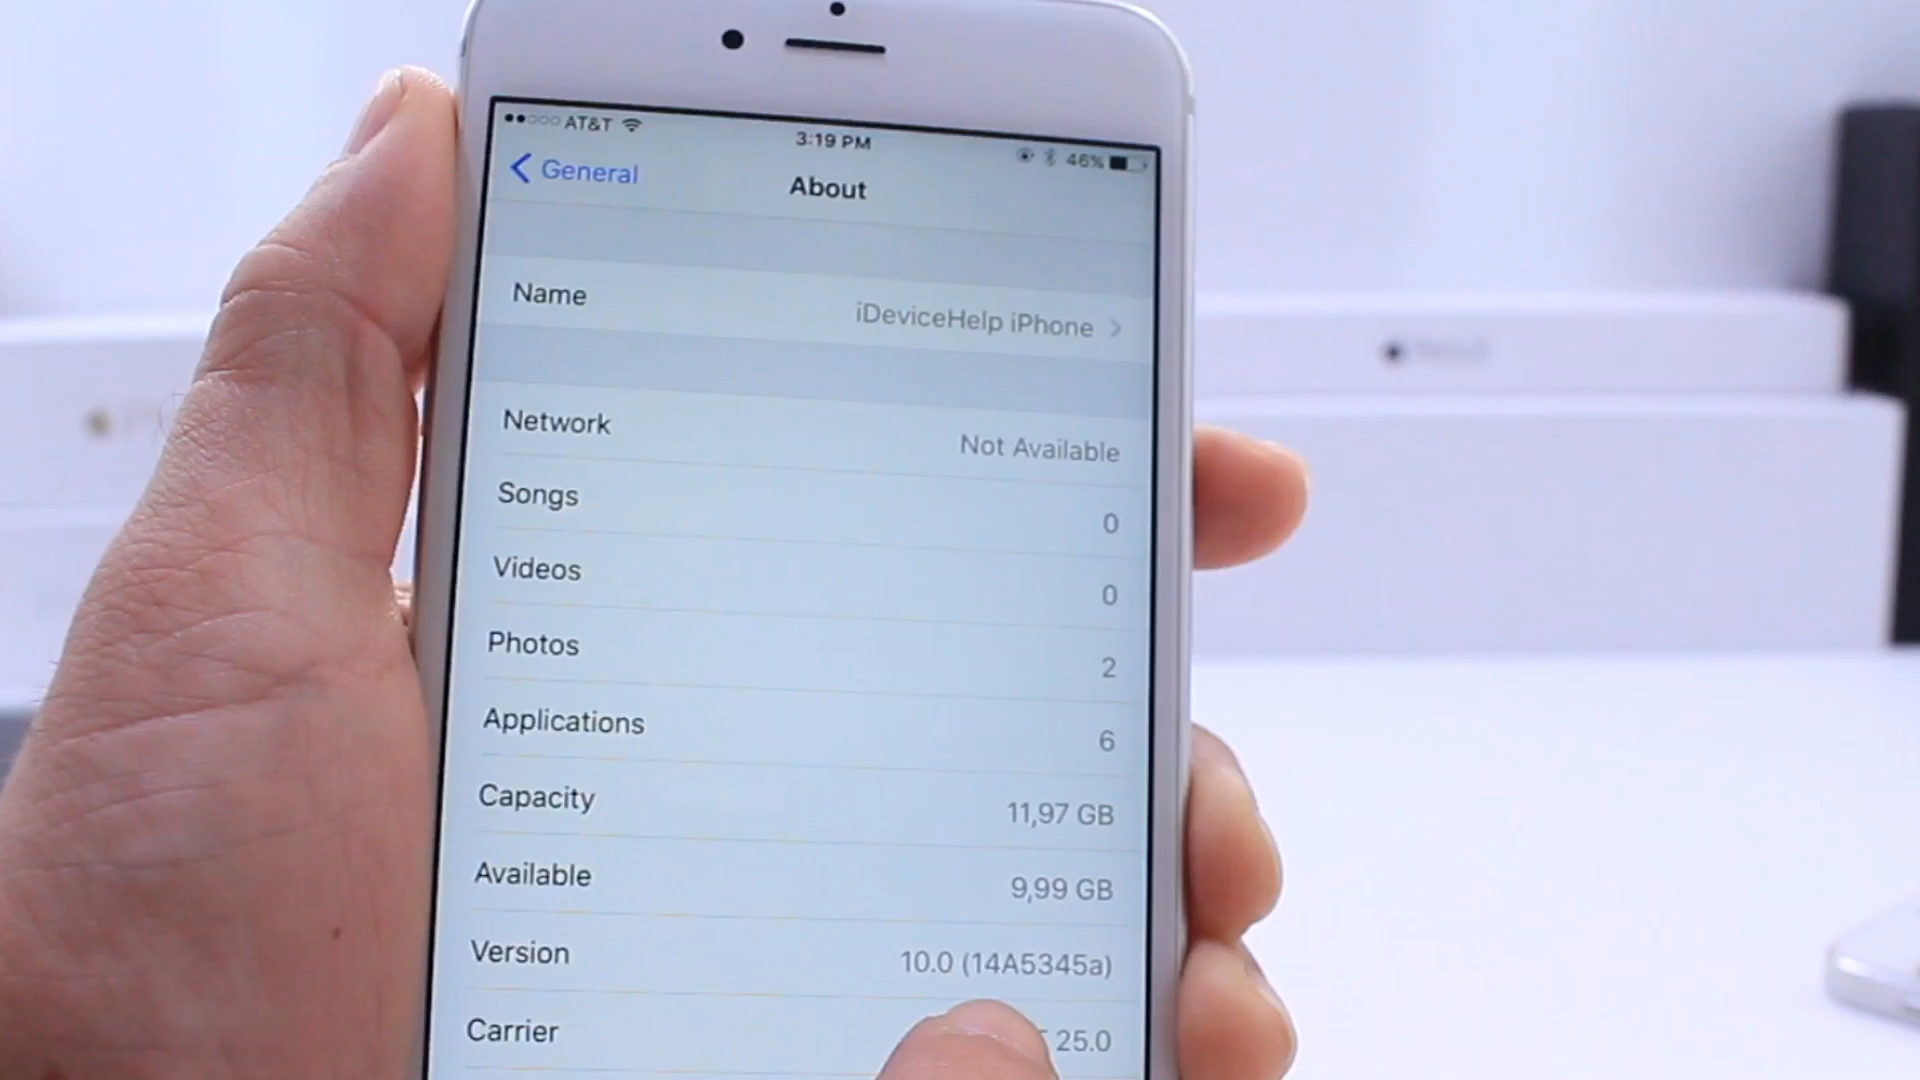 AT&T
3:19 PM
46%
General
About
Name
iDeviceHelp iPhone
Network
Not Available
Songs
0
Videos
0
Photos
2
Applications
6
Capacity
11,97 GB
Available
9,99 GB
Version
10.0 (14A5345a)
Carrier
25.0